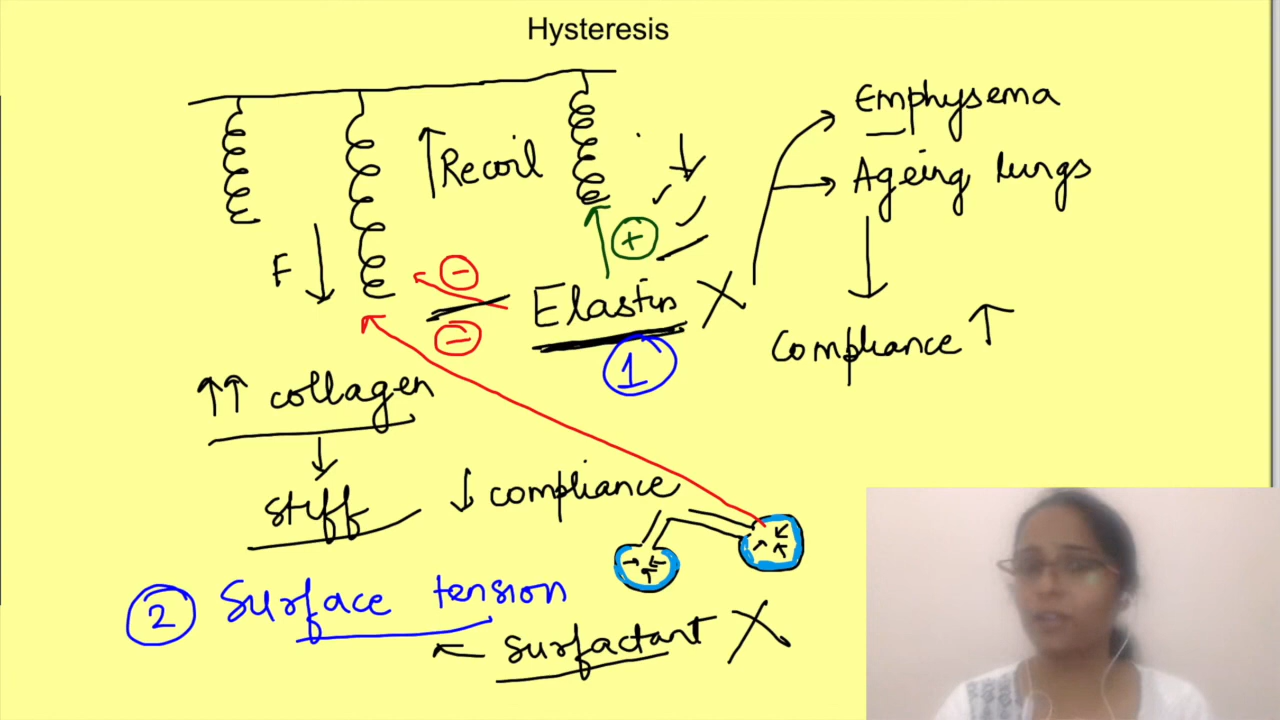 Hysteresis
Emphysema
↑ Recoil
Ageing lungs
+
F ↓
−
Elastin X
−
1
Compliance ↑
↑↑ collagen
stiff
↓ compliance
2 Surface tension
← surfactant X